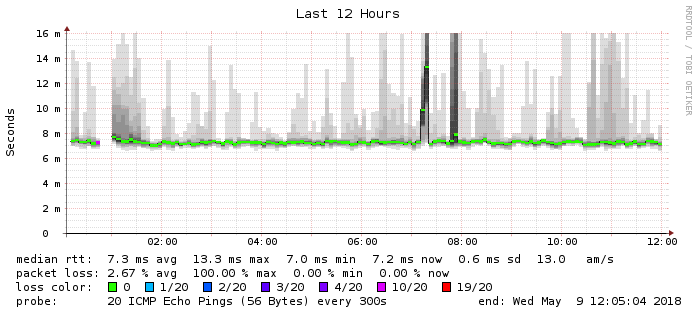 Last 12 Hours
RRDTOOL / TOBI OETIKER
Seconds
16 m
14 m
12 m
10 m
8 m
6 m
4 m
2 m
0
02:00 04:00 06:00 08:00 10:00 12:00
median rtt: 7.3 ms avg 13.3 ms max 7.0 ms min 7.2 ms now 0.6 ms sd 13.0 am/s
packet loss: 2.67 % avg 100.00 % max 0.00 % min 0.00 % now
loss color: 0 1/20 2/20 3/20 4/20 10/20 19/20
probe: 20 ICMP Echo Pings (56 Bytes) every 300s end: Wed May 9 12:05:04 2018